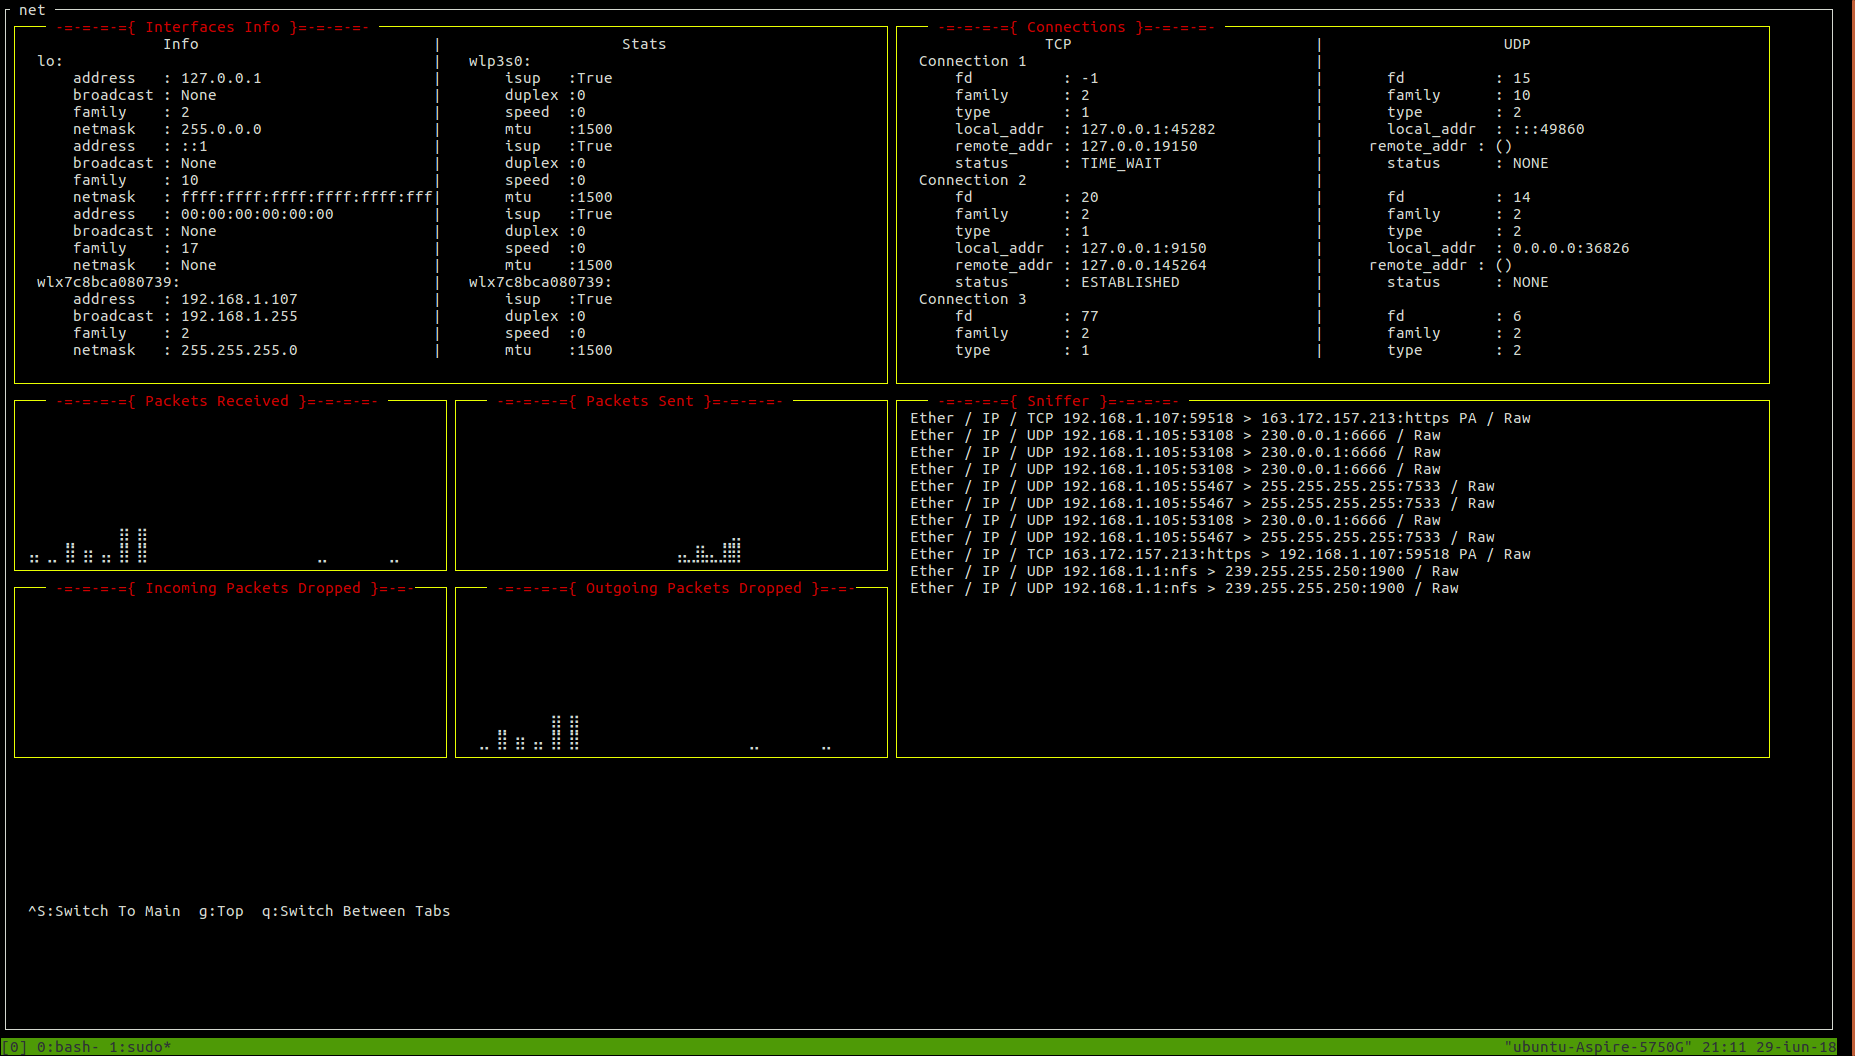 net
-=-=-=-={ Interfaces Info }=-=-=-=-
Info | Stats
lo: | wlp3s0:
address : 127.0.0.1 | isup :True
broadcast : None | duplex :0
family : 2 | speed :0
netmask : 255.0.0.0 | mtu :1500
address : ::1 | isup :True
broadcast : None | duplex :0
family : 10 | speed :0
netmask : ffff:ffff:ffff:ffff:ffff:fff| mtu :1500
address : 00:00:00:00:00:00 | isup :True
broadcast : None | duplex :0
family : 17 | speed :0
netmask : None | mtu :1500
wlx7c8bca080739: | wlx7c8bca080739:
address : 192.168.1.107 | isup :True
broadcast : 192.168.1.255 | duplex :0
family : 2 | speed :0
netmask : 255.255.255.0 | mtu :1500
-=-=-=-={ Connections }=-=-=-=-
TCP | UDP
Connection 1 |
fd : -1 | fd : 15
family : 2 | family : 10
type : 1 | type : 2
local_addr : 127.0.0.1:45282 | local_addr : :::49860
remote_addr : 127.0.0.19150 | remote_addr : ()
status : TIME_WAIT | status : NONE
Connection 2 |
fd : 20 | fd : 14
family : 2 | family : 2
type : 1 | type : 2
local_addr : 127.0.0.1:9150 | local_addr : 0.0.0.0:36826
remote_addr : 127.0.0.145264 | remote_addr : ()
status : ESTABLISHED | status : NONE
Connection 3 |
fd : 77 | fd : 6
family : 2 | family : 2
type : 1 | type : 2
-=-=-=-={ Packets Received }=-=-=-=-
-=-=-=-={ Packets Sent }=-=-=-=-
-=-=-=-={ Sniffer }=-=-=-=-
Ether / IP / TCP 192.168.1.107:59518 > 163.172.157.213:https PA / Raw
Ether / IP / UDP 192.168.1.105:53108 > 230.0.0.1:6666 / Raw
Ether / IP / UDP 192.168.1.105:53108 > 230.0.0.1:6666 / Raw
Ether / IP / UDP 192.168.1.105:53108 > 230.0.0.1:6666 / Raw
Ether / IP / UDP 192.168.1.105:55467 > 255.255.255.255:7533 / Raw
Ether / IP / UDP 192.168.1.105:55467 > 255.255.255.255:7533 / Raw
Ether / IP / UDP 192.168.1.105:53108 > 230.0.0.1:6666 / Raw
Ether / IP / UDP 192.168.1.105:55467 > 255.255.255.255:7533 / Raw
Ether / IP / TCP 163.172.157.213:https > 192.168.1.107:59518 PA / Raw
Ether / IP / UDP 192.168.1.1:nfs > 239.255.255.250:1900 / Raw
Ether / IP / UDP 192.168.1.1:nfs > 239.255.255.250:1900 / Raw
-=-=-=-={ Incoming Packets Dropped }=-=-
-=-=-=-={ Outgoing Packets Dropped }=-=-
^S:Switch To Main g:Top q:Switch Between Tabs
[0] 0:bash- 1:sudo* "ubuntu-Aspire-5750G" 21:11 29-iun-18